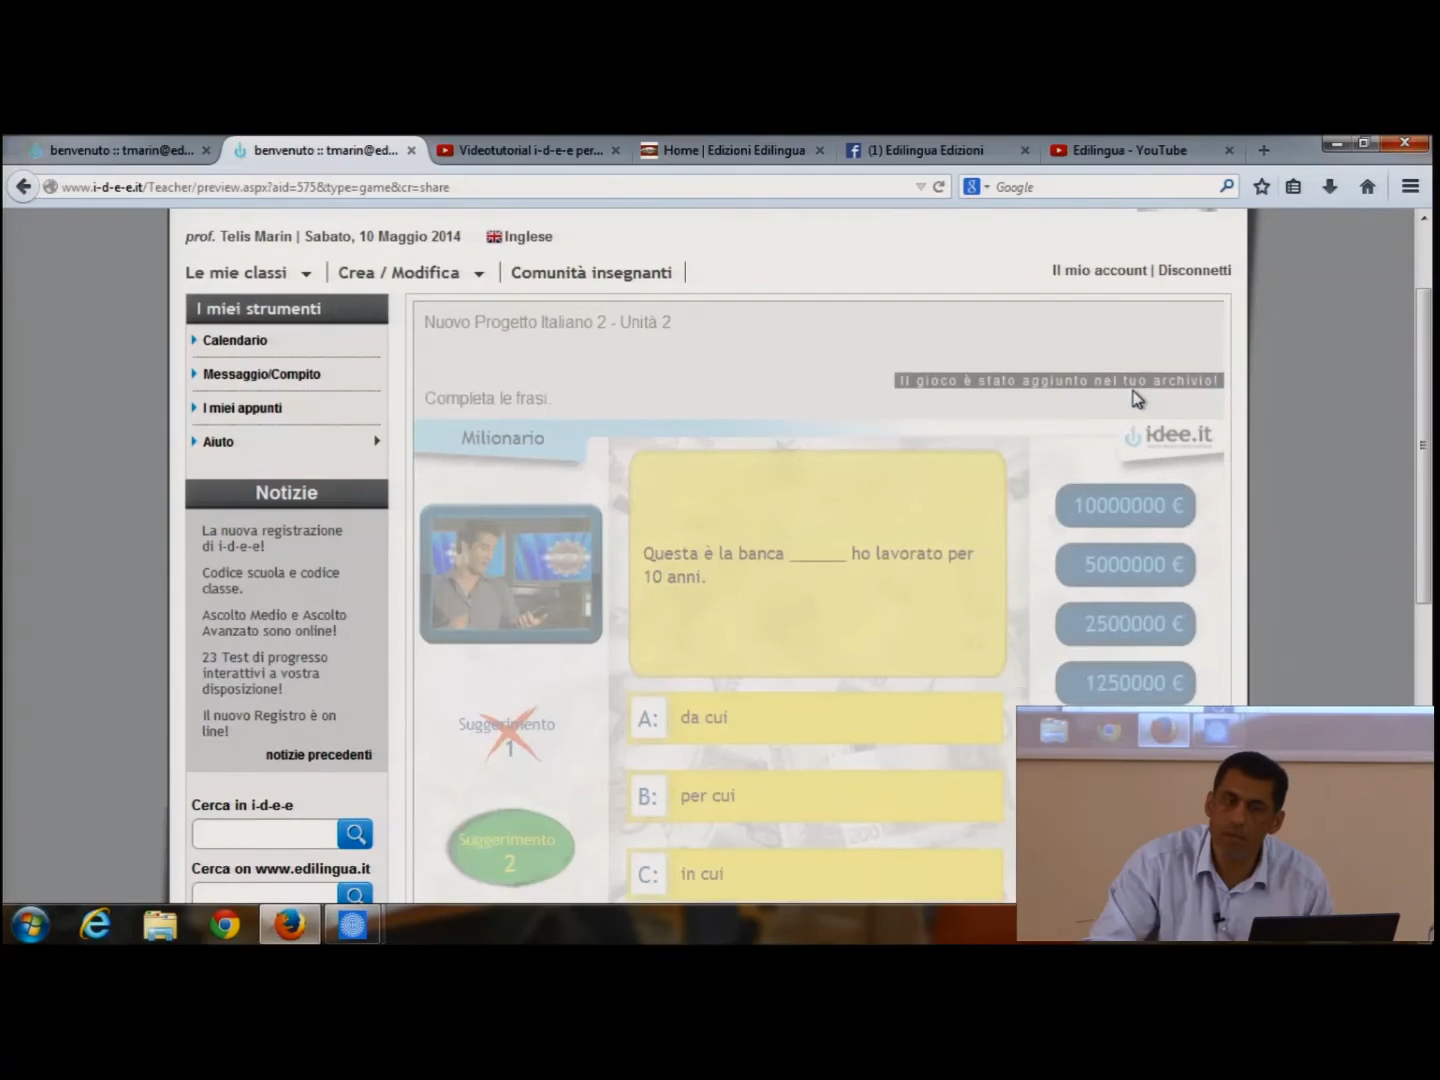 benvenuto :: tmarin@ed...
benvenuto :: tmarin@ed...
Videotutorial i-d-e-e per...
Home | Edizioni Edilingua
(1) Edilingua Edizioni
Edilingua - YouTube
www.i-d-e-e.it/Teacher/preview.aspx?aid=575&type=game&cr=share
Google
prof. Telis Marin | Sabato, 10 Maggio 2014
Inglese
Le mie classi
Crea / Modifica
Comunità insegnanti
Il mio account | Disconnetti
I miei strumenti
Calendario
Messaggio/Compito
I miei appunti
Aiuto
Notizie
La nuova registrazione
di i-d-e-e!
Codice scuola e codice
classe.
Ascolto Medio e Ascolto
Avanzato sono online!
23 Test di progresso
interattivi a vostra
disposizione!
Il nuovo Registro è on
line!
notizie precedenti
Cerca in i-d-e-e
Cerca on www.edilingua.it
Nuovo Progetto Italiano 2 - Unità 2
Il gioco è stato aggiunto nel tuo archivio!
Completa le frasi.
Milionario
idee.it
Questa è la banca ______ ho lavorato per
10 anni.
10000000 €
5000000 €
2500000 €
1250000 €
Suggerimento
1
Suggerimento
2
A: da cui
B: per cui
C: in cui